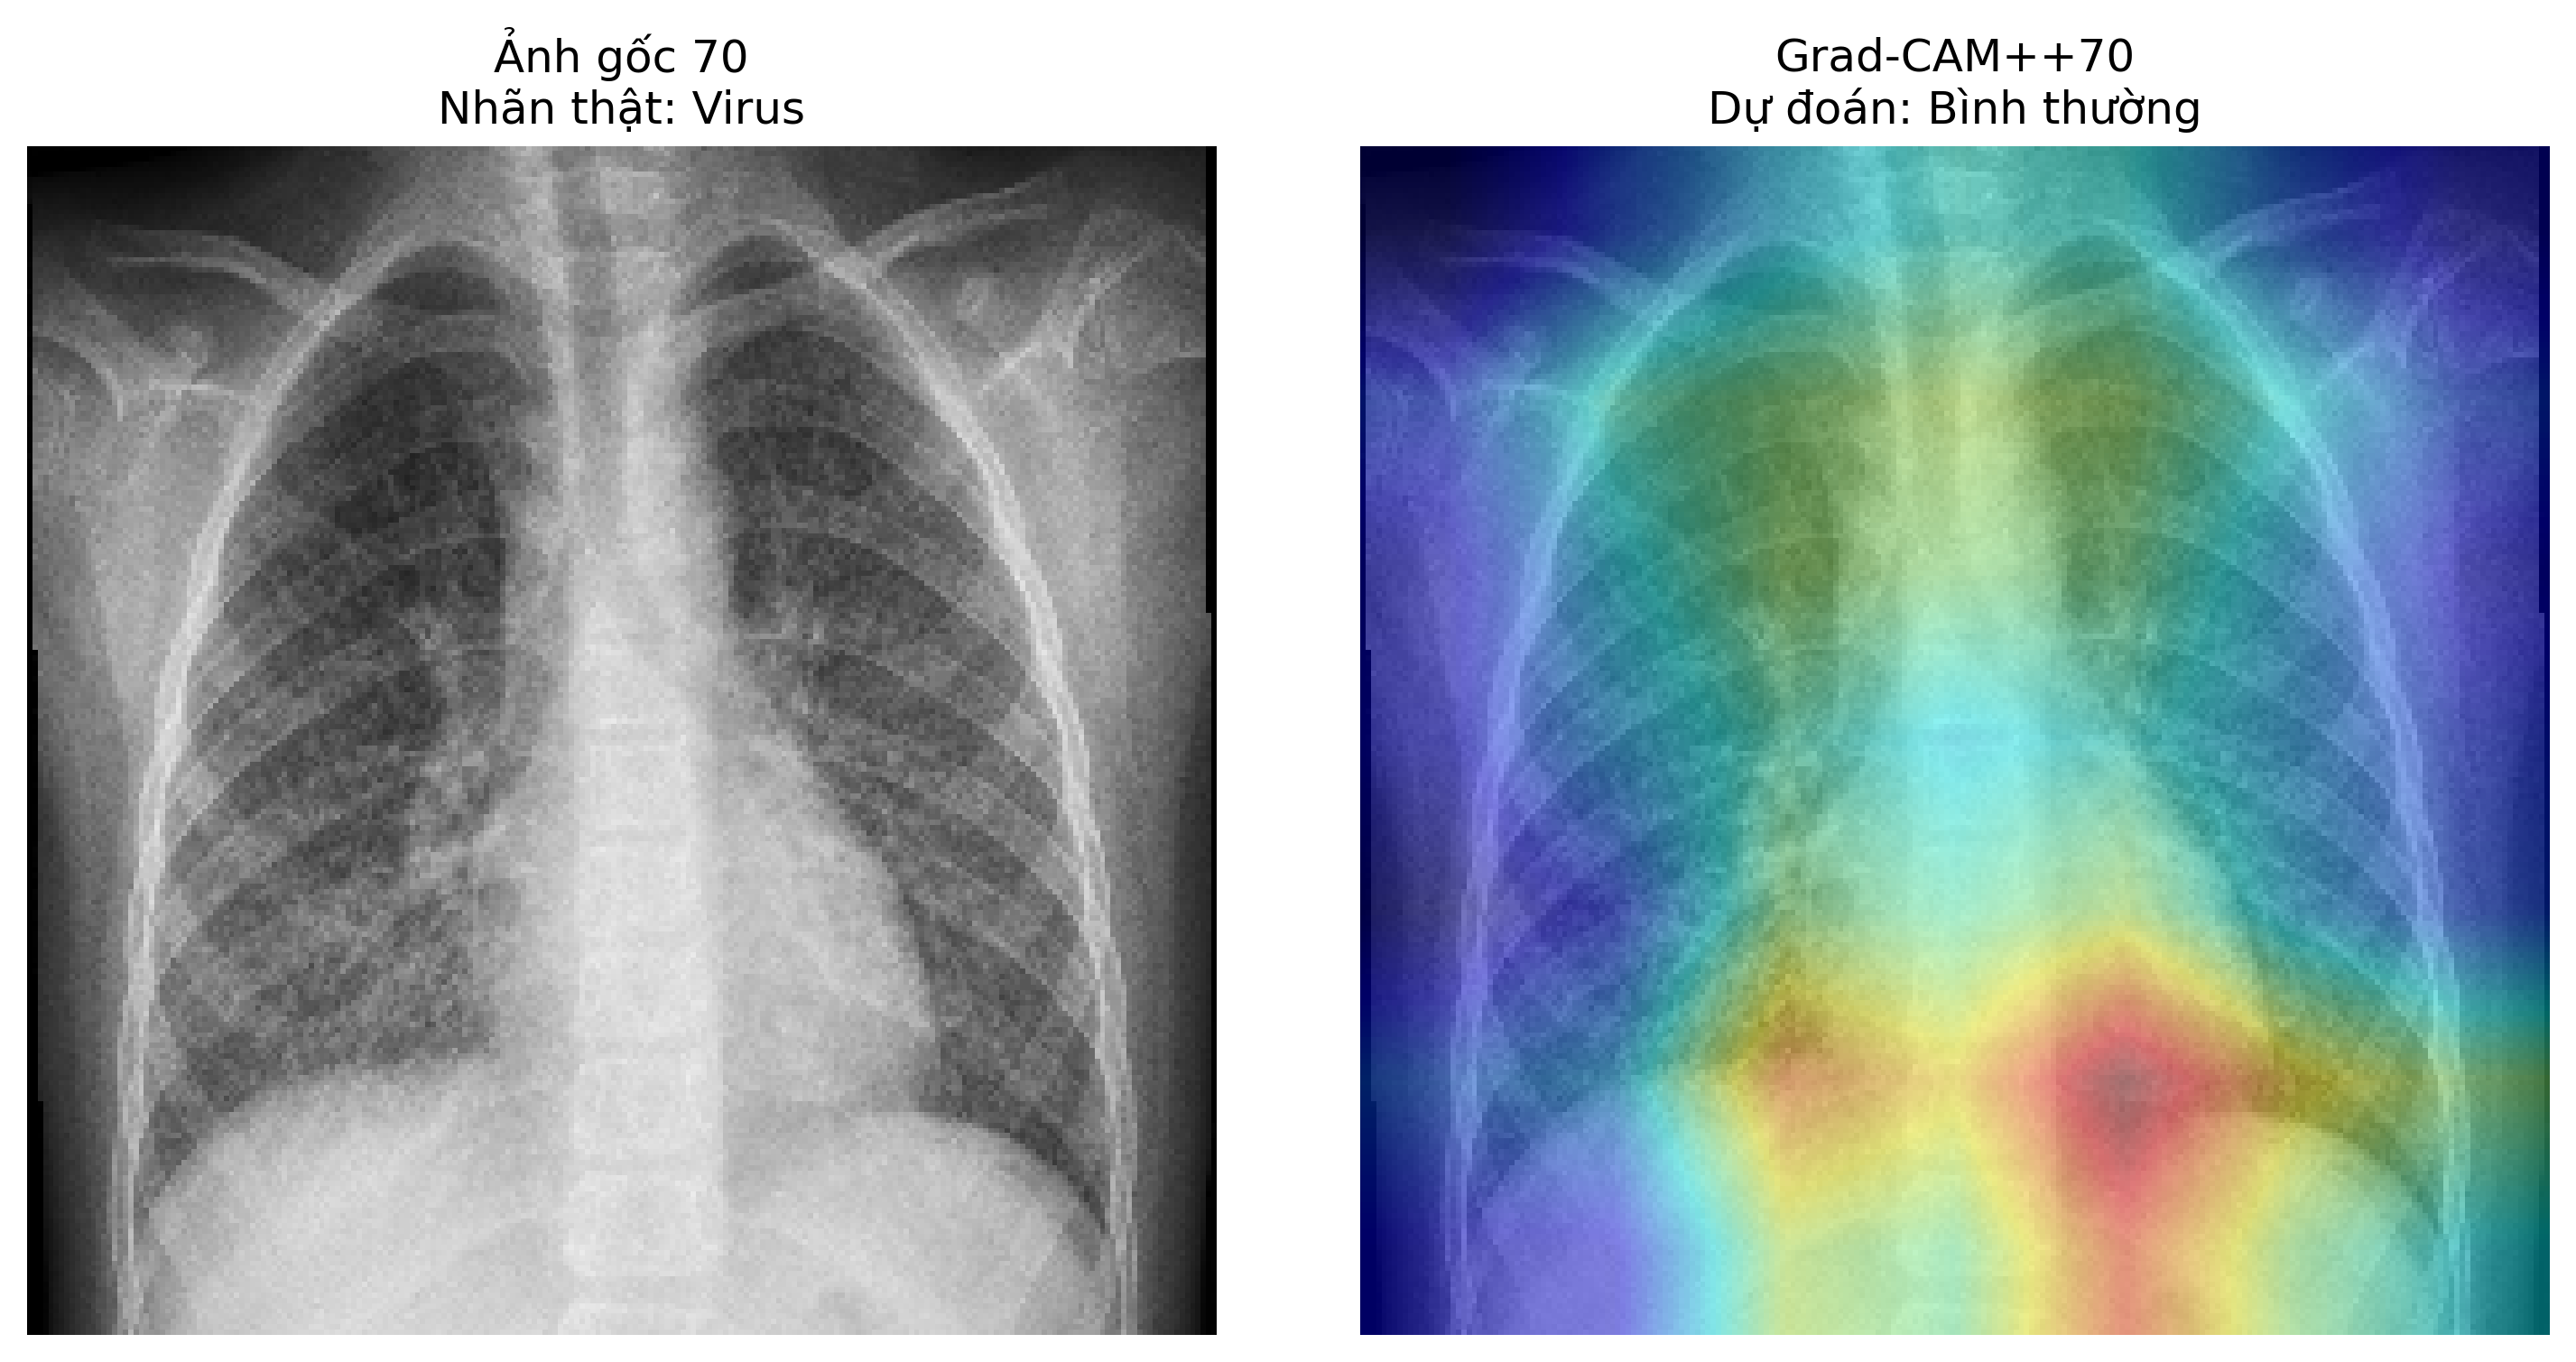 Ảnh gốc 70
Nhãn thật: Virus
Grad-CAM++70
Dự đoán: Bình thường